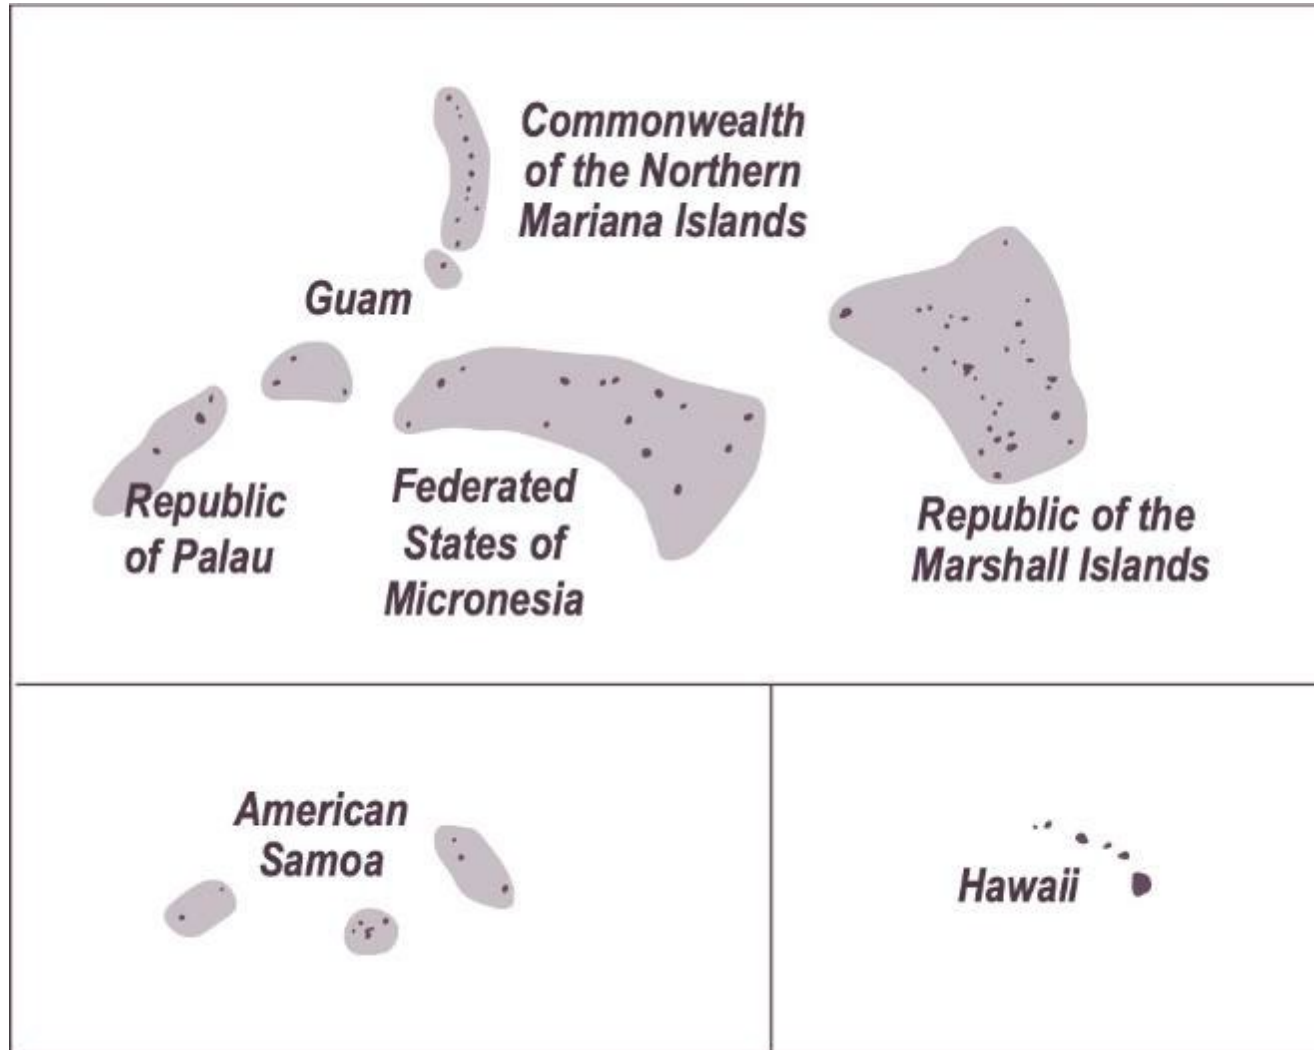 Commonwealth
of the Northern
Mariana Islands
Guam
Republic
of Palau
Federated
States of
Micronesia
Republic of the
Marshall Islands
American
Samoa
Hawaii